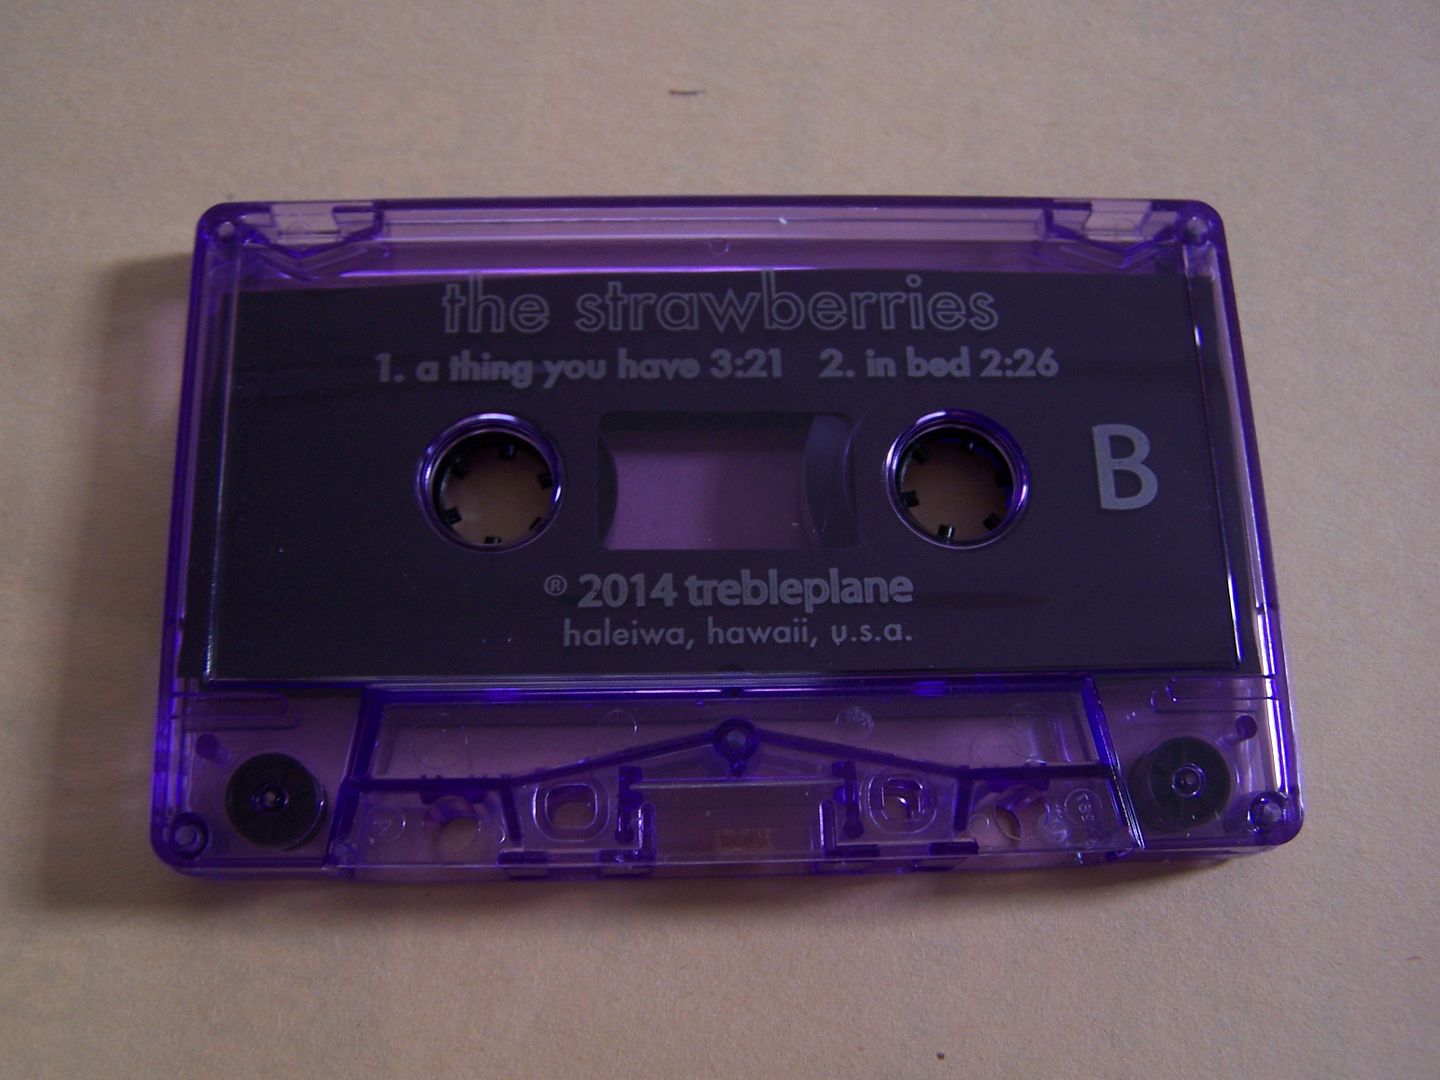 the strawberries
1. a thing you have 3:21 2. in bed 2:26
B
® 2014 trebleplane
haleiwa, hawaii, u.s.a.